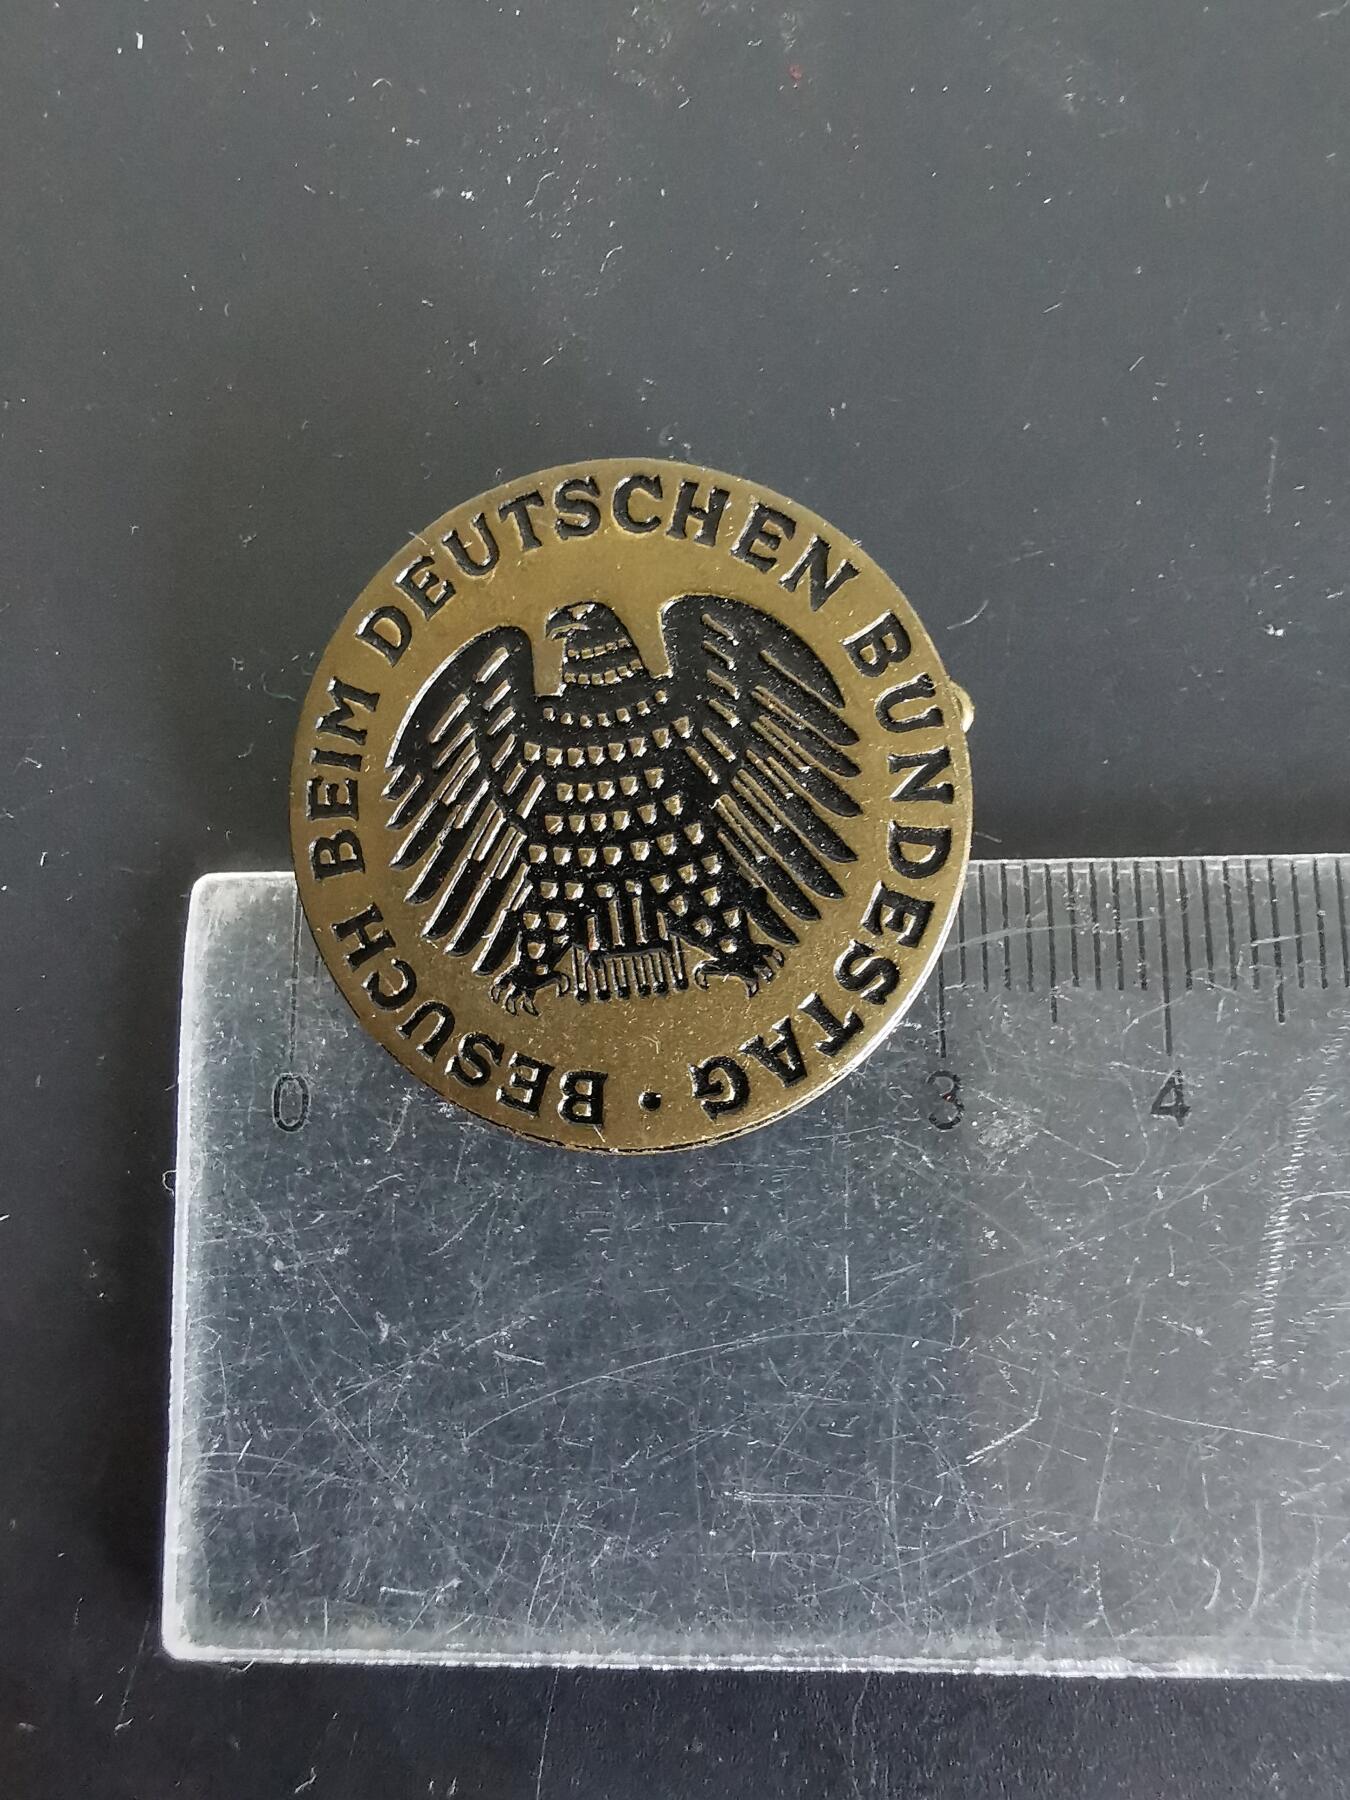 BESUCH BEIM DEUTSCHEN BUNDESTAG •
0 3 4